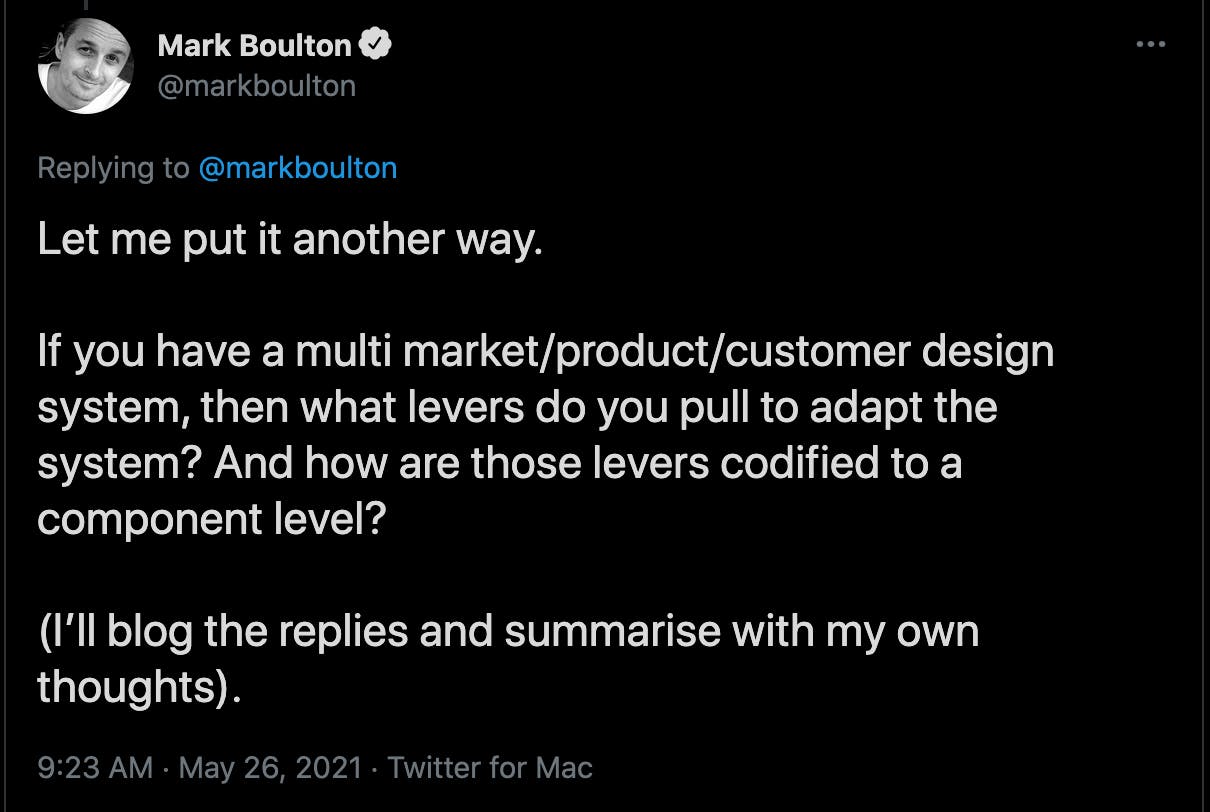 Mark Boulton
@markboulton
Replying to @markboulton
Let me put it another way.
If you have a multi market/product/customer design
system, then what levers do you pull to adapt the
system? And how are those levers codified to a
component level?
(I’ll blog the replies and summarise with my own
thoughts).
9:23 AM · May 26, 2021 · Twitter for Mac